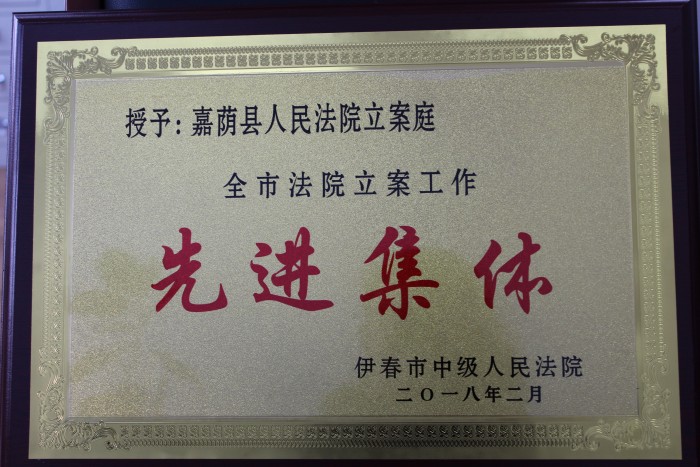 授予：嘉荫县人民法院立案庭
全市法院立案工作
先进集体
伊春市中级人民法院
二〇一八年二月